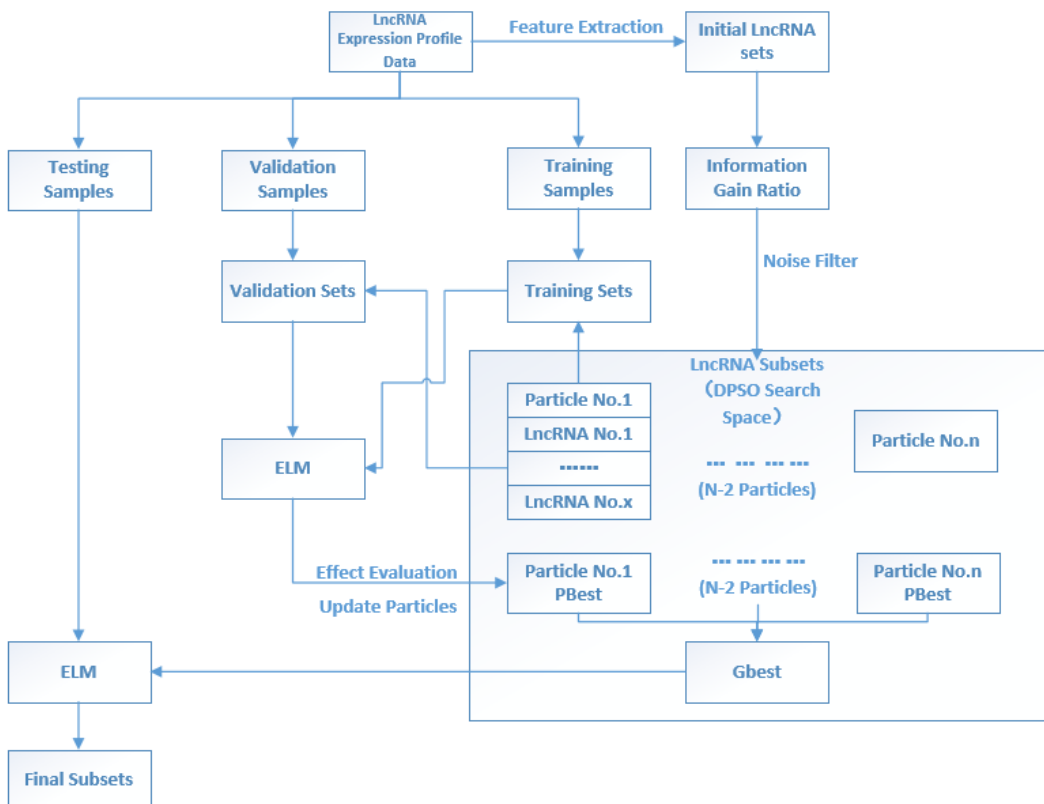 LncRNA
Expression Profile
Data
Feature Extraction
Initial LncRNA
sets
Testing
Samples
Validation
Samples
Training
Samples
Information
Gain Ratio
Noise Filter
Validation Sets
Training Sets
LncRNA Subsets
（DPSO Search
Space）
Particle No.1
LncRNA No.1
······
LncRNA No.x
Particle No.n
... ... ... ...
(N-2 Particles)
ELM
Effect Evaluation
Update Particles
Particle No.1
PBest
... ... ... ...
(N-2 Particles)
Particle No.n
PBest
ELM
Gbest
Final Subsets